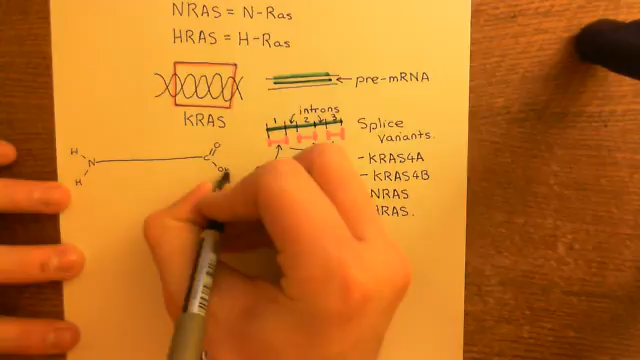 NRAS = N-Ras
HRAS = H-Ras
pre-mRNA
KRAS
introns
1 2 3
Splice
variants.
- KRAS4A
- KRAS4B
NRAS
HRAS.
H
N
H
O
C